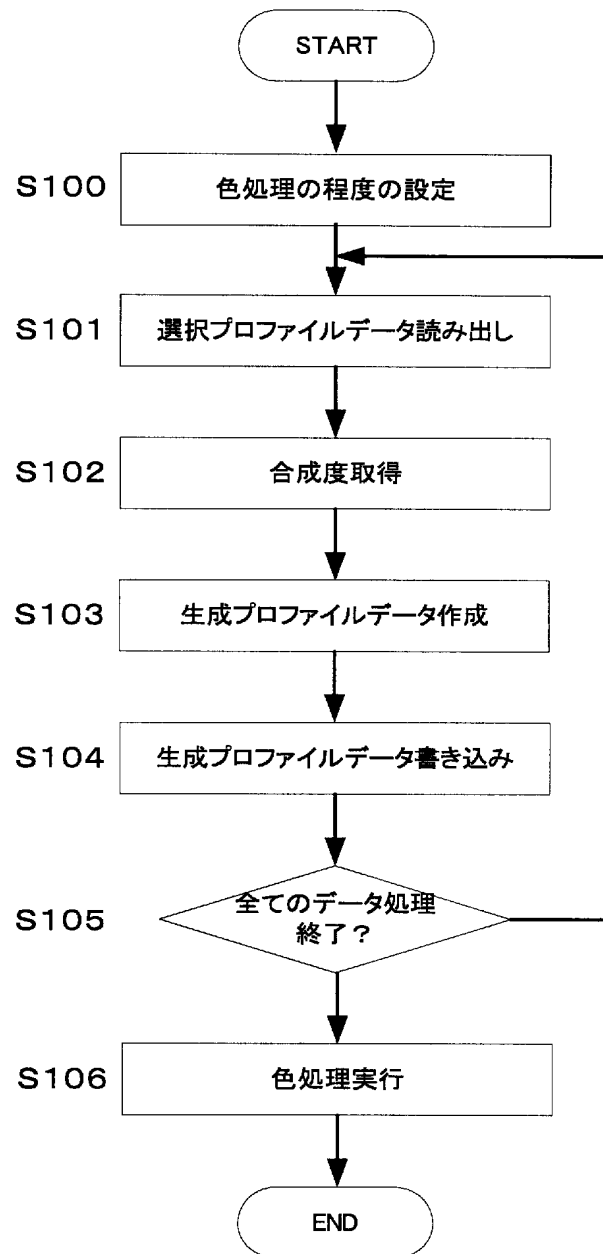 START
S100 色処理の程度の設定
S101 選択プロファイルデータ読み出し
S102 合成度取得
S103 生成プロファイルデータ作成
S104 生成プロファイルデータ書き込み
S105 全てのデータ処理
終了?
S106 色処理実行
END